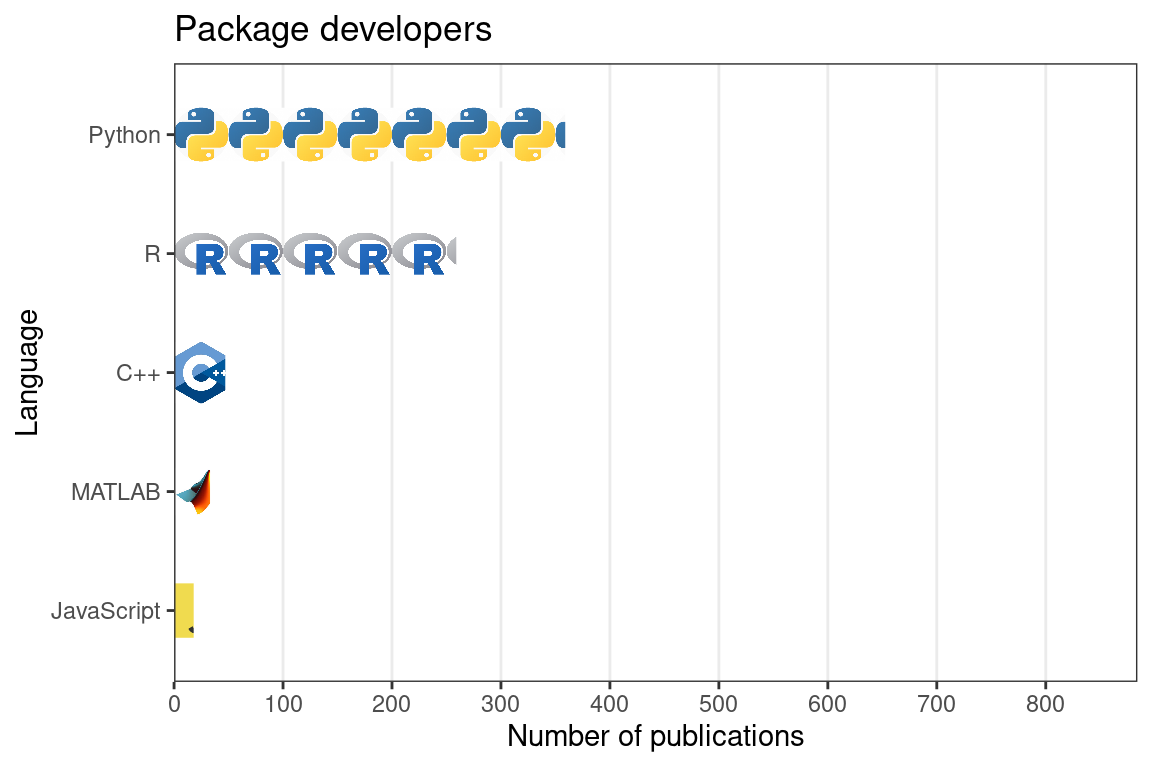 Package developers
Language
Python
R
R R R R R
C++
C++
MATLAB
JavaScript
0 100 200 300 400 500 600 700 800
Number of publications